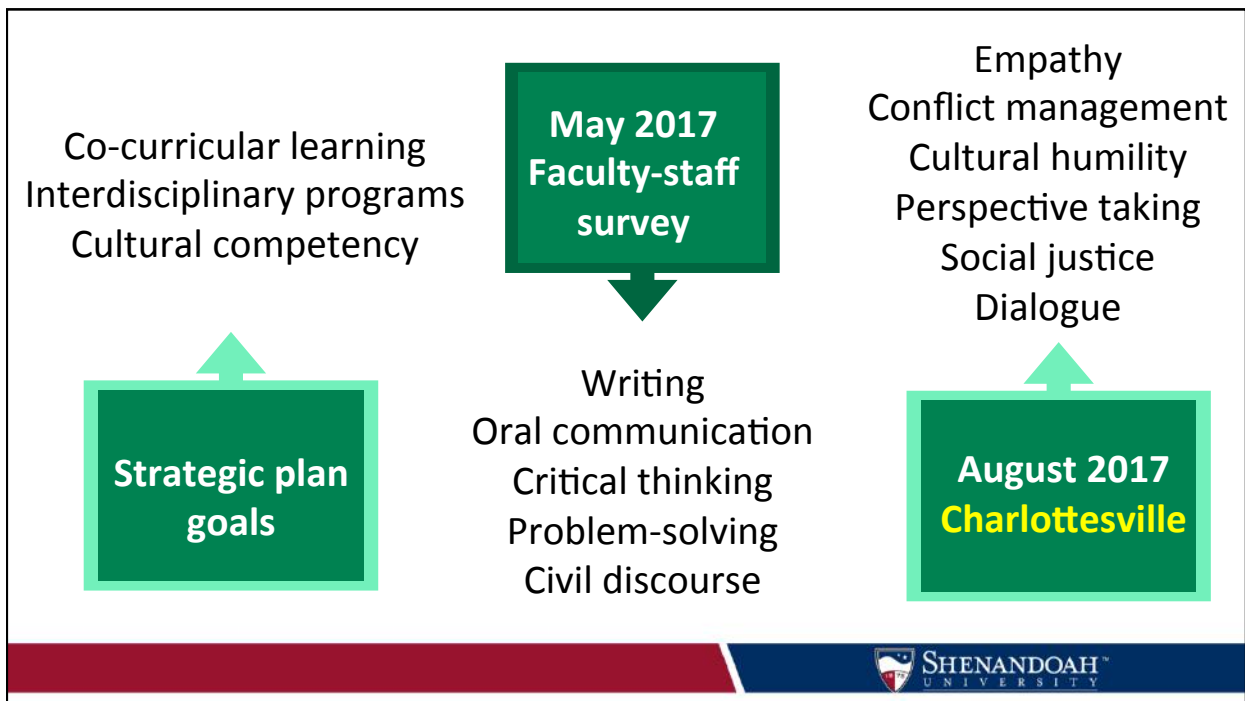 Co-curricular learning
Interdisciplinary programs
Cultural competency
Strategic plan
goals
May 2017
Faculty-staff
survey
Writing
Oral communication
Critical thinking
Problem-solving
Civil discourse
Empathy
Conflict management
Cultural humility
Perspective taking
Social justice
Dialogue
August 2017
Charlottesville
SHENANDOAH™
UNIVERSITY